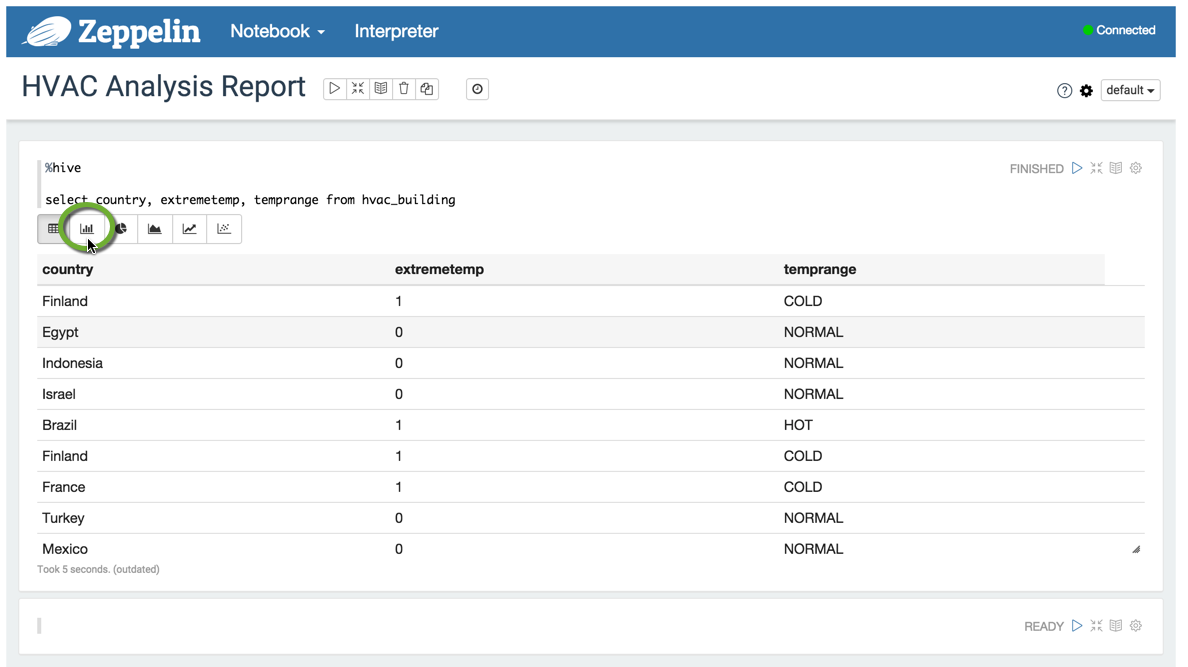 Zeppelin Notebook Interpreter Connected
HVAC Analysis Report default
%hive FINISHED
select country, extremetemp, temprange from hvac_building
country extremetemp temprange
Finland 1 COLD
Egypt 0 NORMAL
Indonesia 0 NORMAL
Israel 0 NORMAL
Brazil 1 HOT
Finland 1 COLD
France 1 COLD
Turkey 0 NORMAL
Mexico 0 NORMAL
Took 5 seconds. (outdated)
READY